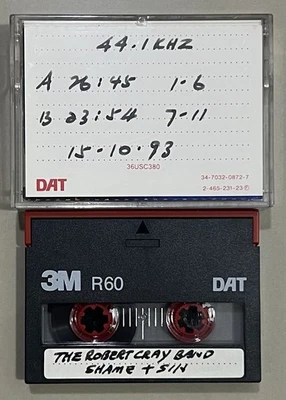 44.1KHZ
A 26:45 1-6
B 23:54 7-11
15-10-93
36USC380
34-7032-0872-7
DAT
2-465-231-23
3M R60 DAT
THE ROBERT CRAY BAND
SHAME + SIN